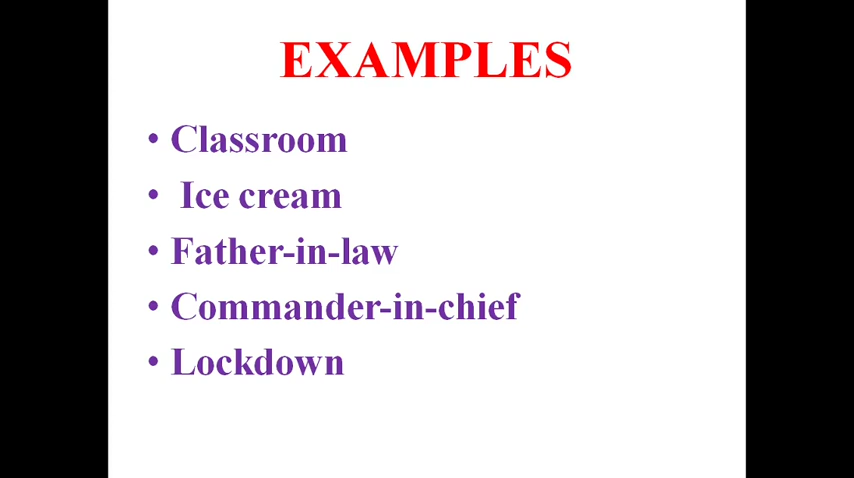 EXAMPLES
• Classroom
• Ice cream
• Father-in-law
• Commander-in-chief
• Lockdown